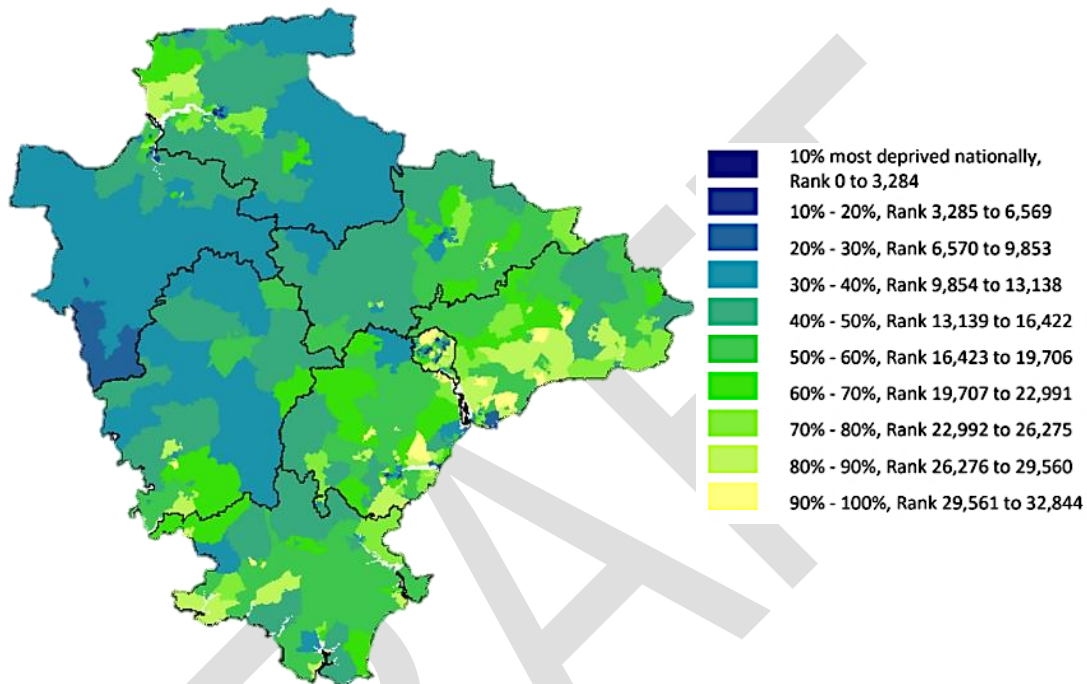 10% most deprived nationally,
Rank 0 to 3,284
10% - 20%, Rank 3,285 to 6,569
20% - 30%, Rank 6,570 to 9,853
30% - 40%, Rank 9,854 to 13,138
40% - 50%, Rank 13,139 to 16,422
50% - 60%, Rank 16,423 to 19,706
60% - 70%, Rank 19,707 to 22,991
70% - 80%, Rank 22,992 to 26,275
80% - 90%, Rank 26,276 to 29,560
90% - 100%, Rank 29,561 to 32,844
DRAFT